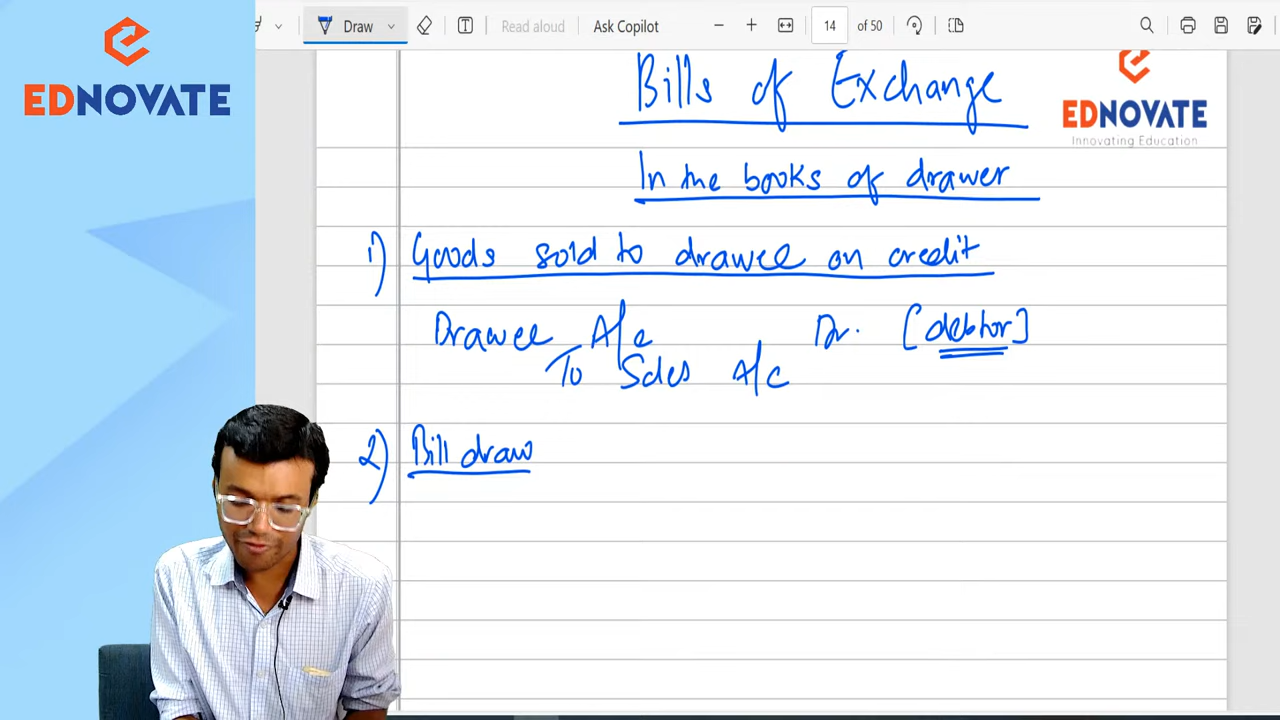 Draw
Read aloud
Ask Copilot
14 of 50
EDNOVATE
Bills of Exchange
EDNOVATE
Innovating Education
In the books of drawer
1) Goods sold to drawee on credit
Drawee A/c Dr. [debtor]
To Sales A/c
2) Bill draw